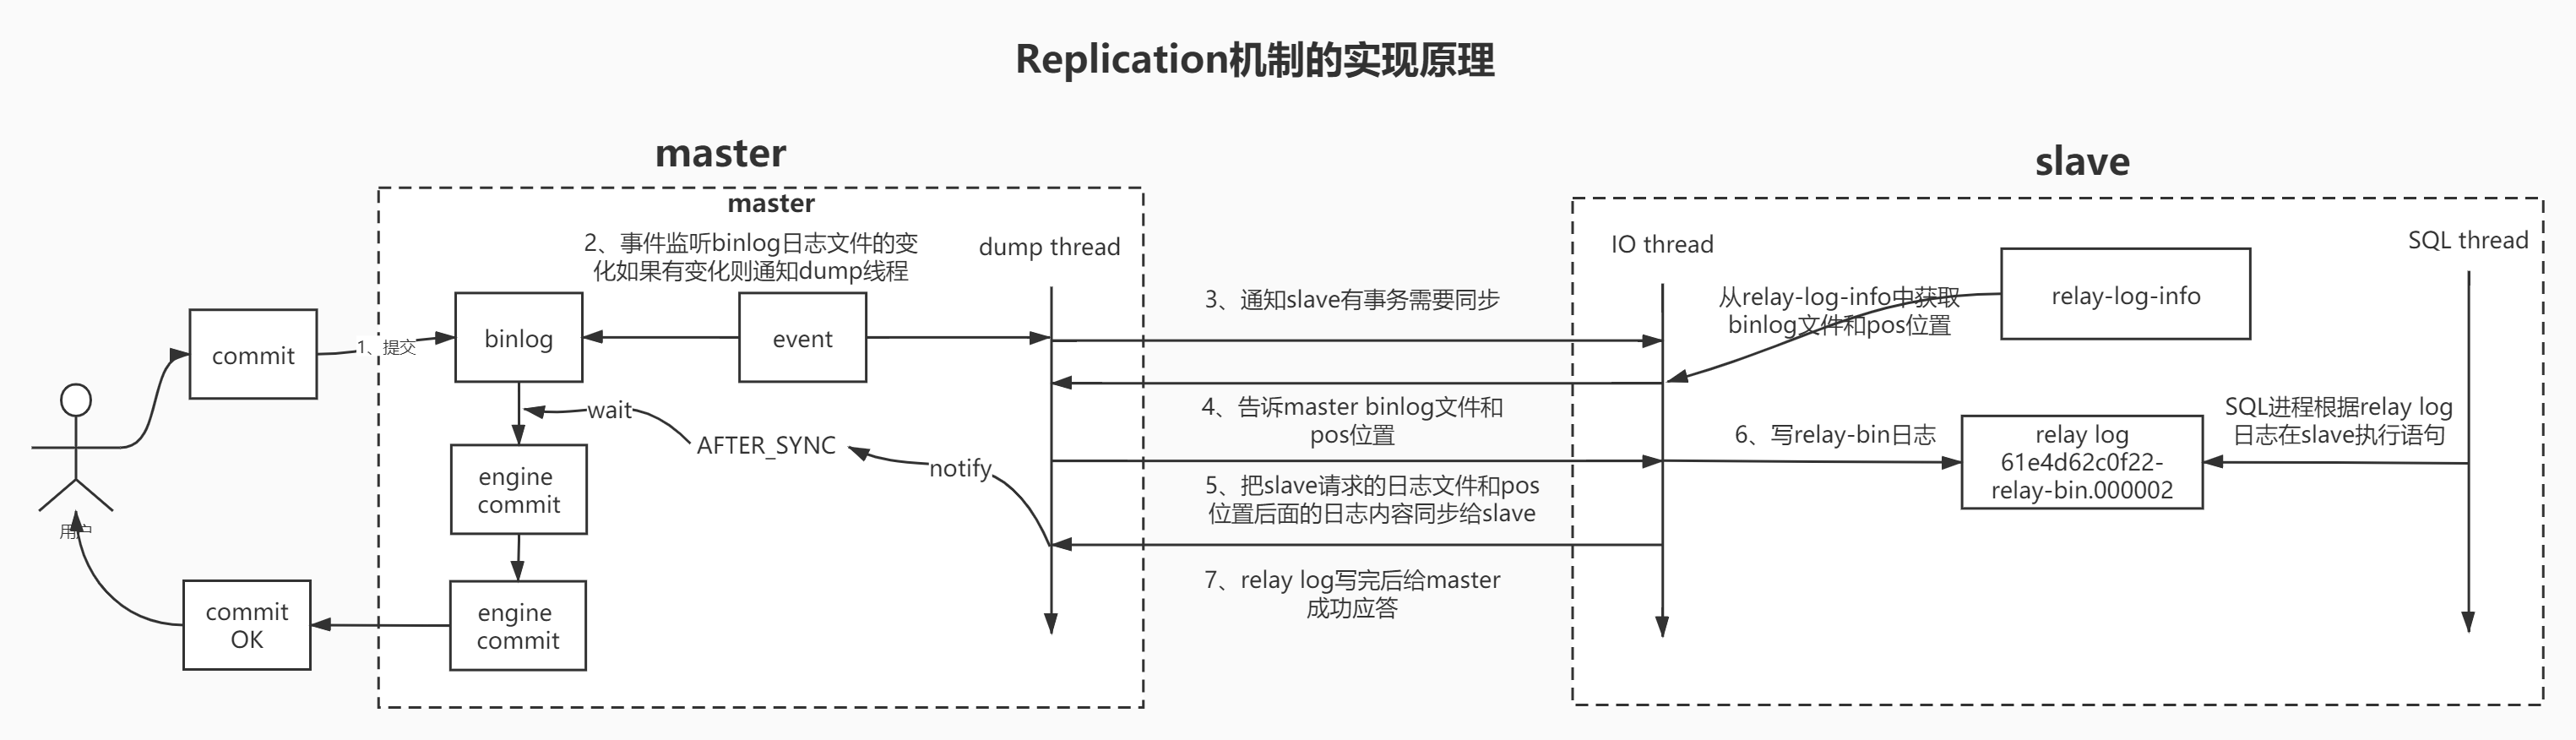 Replication机制的实现原理
master
slave
master
2、事件监听binlog日志文件的变
化如果有变化则通知dump线程
dump thread
IO thread
SQL thread
commit
1、提交
binlog
event
3、通知slave有事务需要同步
从relay-log-info中获取
binlog文件和pos位置
relay-log-info
wait
AFTER_SYNC
notify
4、告诉master binlog文件和
pos位置
6、写relay-bin日志
relay log
61e4d62c0f22-
relay-bin.000002
SQL进程根据relay log
日志在slave执行语句
engine
commit
5、把slave请求的日志文件和pos
位置后面的日志内容同步给slave
用户
7、relay log写完后给master
成功应答
commit
OK
engine
commit